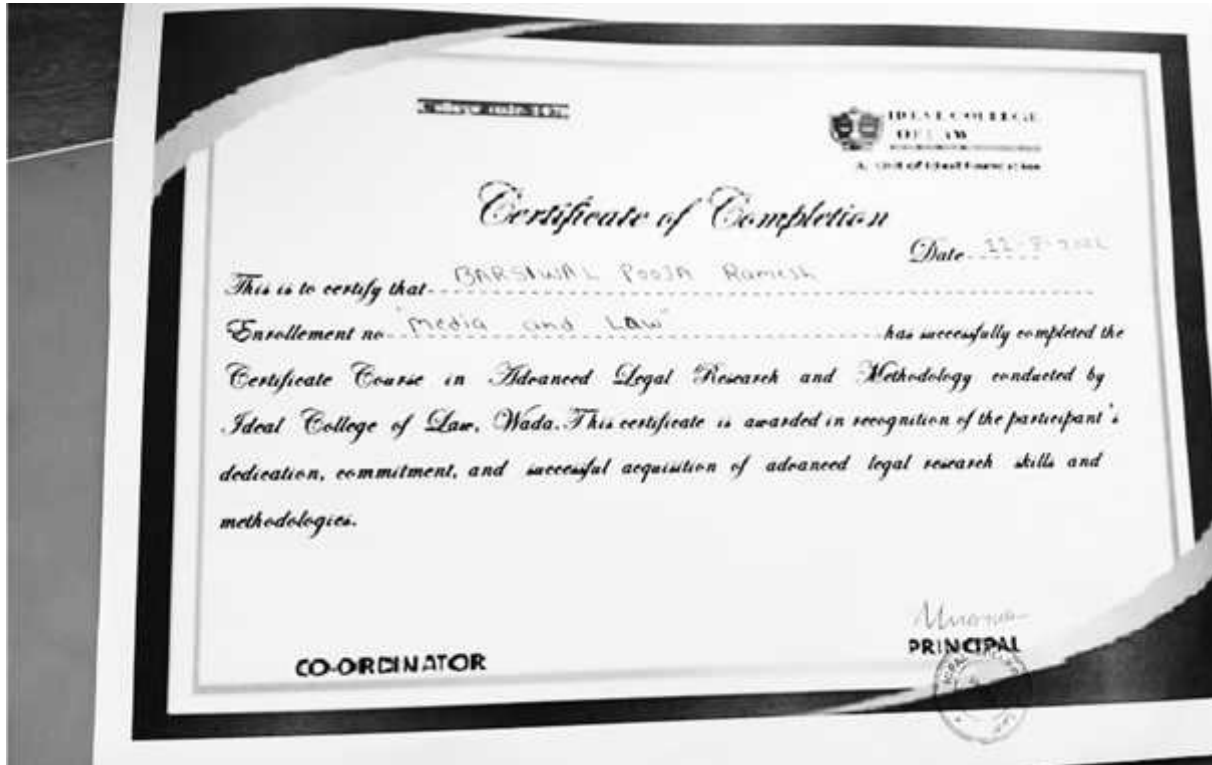 IDEAL COLLEGE
OF LAW
Certificate of Completion
Date
This is to certify that BARSIWAL POOJA Ramesh
Enrollement no "Media and Law" has successfully completed the
Certificate Course in Advanced Legal Research and Methodology conducted by
Ideal College of Law, Wada. This certificate is awarded in recognition of the participant's
dedication, commitment, and successful acquisition of advanced legal research skills and
methodologies.
PRINCIPAL
CO-ORDINATOR